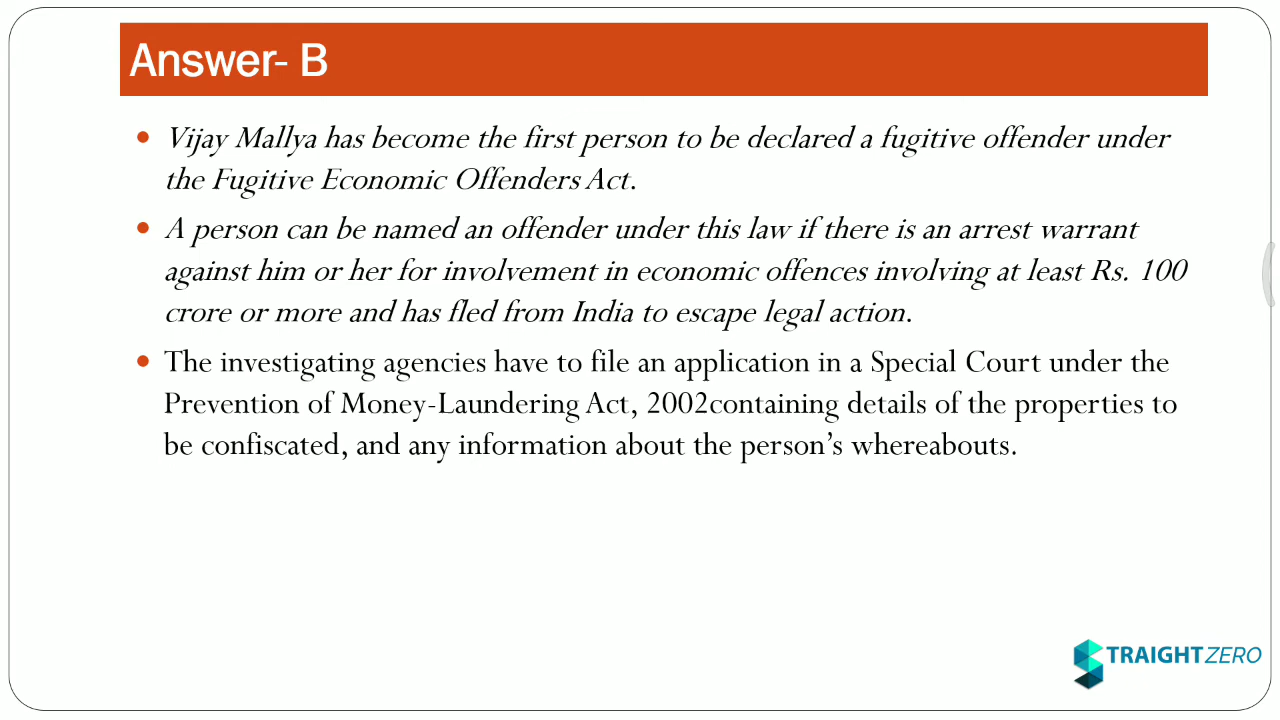 Answer- B
Vijay Mallya has become the first person to be declared a fugitive offender under
the Fugitive Economic Offenders Act.
A person can be named an offender under this law if there is an arrest warrant
against him or her for involvement in economic offences involving at least Rs. 100
crore or more and has fled from India to escape legal action.
The investigating agencies have to file an application in a Special Court under the
Prevention of Money-Laundering Act, 2002containing details of the properties to
be confiscated, and any information about the person's whereabouts.
TRAIGHTZERO